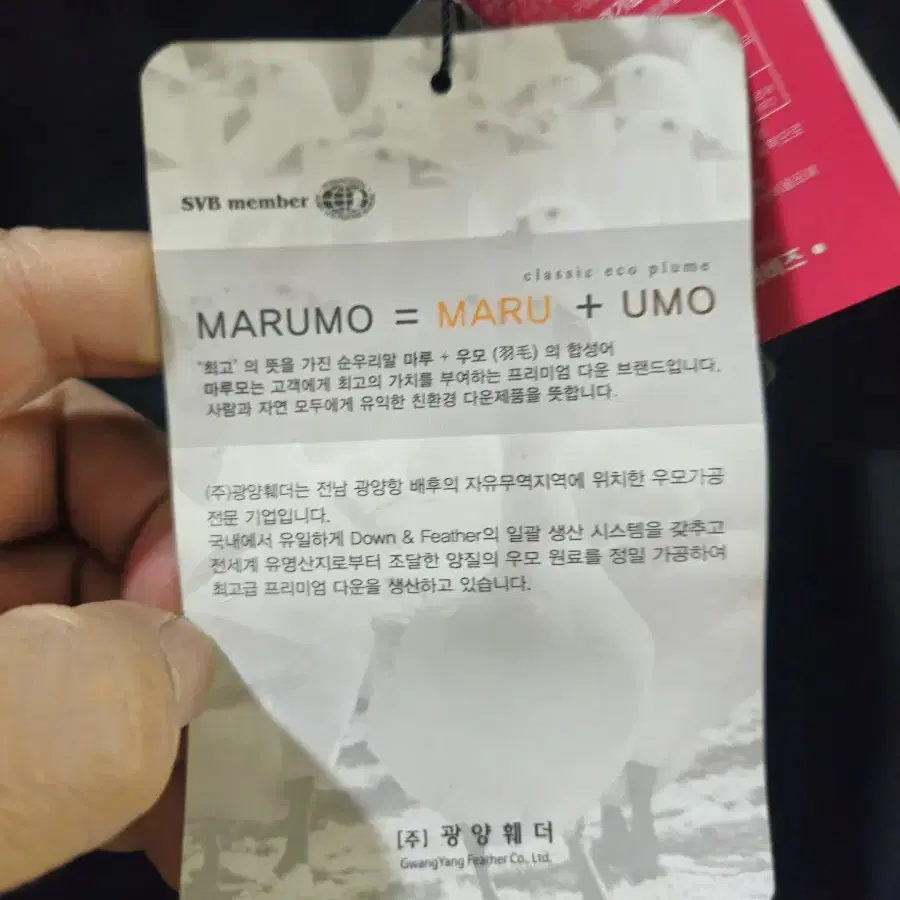 SVB member
classic eco plume
MARUMO = MARU + UMO
'최고' 의 뜻을 가진 순우리말 마루 + 우모 (羽毛) 의 합성어
마루모는 고객에게 최고의 가치를 부여하는 프리미엄 다운 브랜드입니다.
사람과 자연 모두에게 유익한 친환경 다운제품을 뜻합니다.
(주)광양훼더는 전남 광양항 배후의 자유무역지역에 위치한 우모가공
전문 기업입니다.
국내에서 유일하게 Down & Feather의 일괄 생산 시스템을 갖추고
전세계 유명산지로부터 조달한 양질의 우모 원료를 정밀 가공하여
최고급 프리미엄 다운을 생산하고 있습니다.
[주] 광양훼더
GwangYang Feather Co., Ltd.